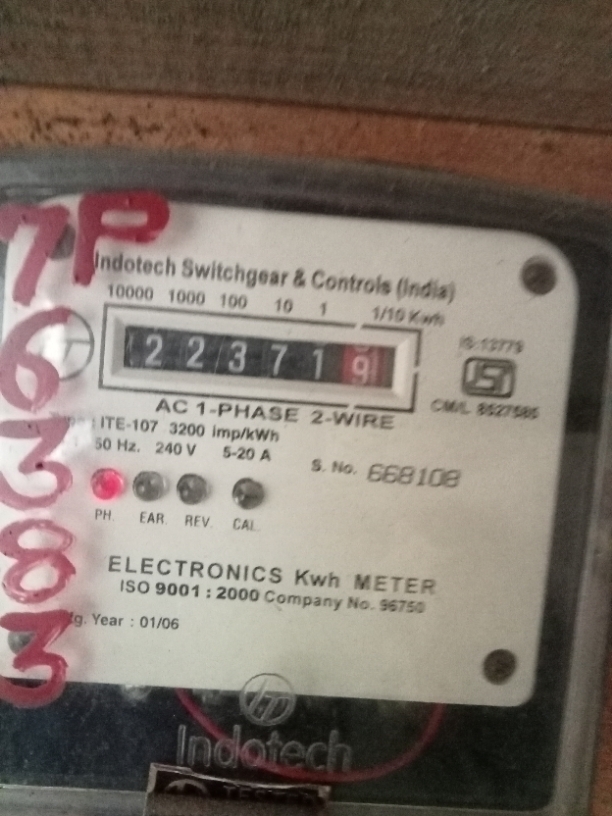 7P
6
3
8
3
Indotech Switchgear & Controls (India)
10000 1000 100 10 1 1/10 Kwh
2 2 3 7 1 9
IS-13779
CM/L 8527585
AC 1-PHASE 2-WIRE
ITE-107 3200 imp/kWh
50 Hz. 240 V 5-20 A
S. No. 668108
PH. EAR. REV. CAL.
ELECTRONICS Kwh METER
ISO 9001 : 2000 Company No. 96750
Year : 01/06
Indotech